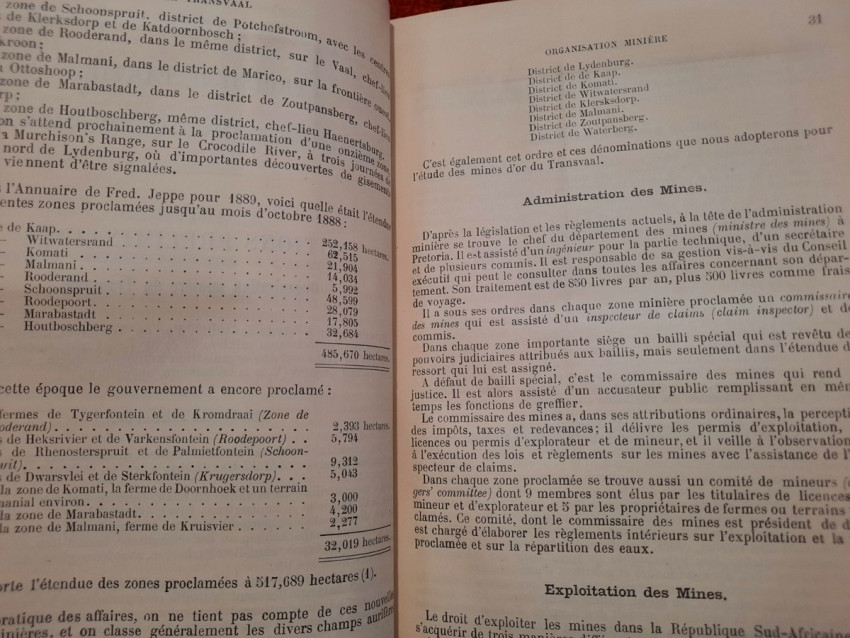 TRANSVAAL
zone de Schoonspruit, district de Potchefstroom, avec les centres
de Klerksdorp et de Katdoornbosch;
zone de Rooderand, dans le même district, sur le Vaal, chef-lieu
kroon;
zone de Malmani, dans le district de Marico, sur la frontière ouest,
Ottoshoop;
zone de Marabastadt, dans le district de Zoutpansberg, chef-lieu
rp;
zone de Houtboschberg, même district, chef-lieu Haenertsburg.
on s'attend prochainement à la proclamation d'une onzième zone
a Murchison's Range, sur le Crocodile River, à trois journées de
nord de Lydenburg, où d'importantes découvertes de gisements
viennent d'être signalées.
l'Annuaire de Fred. Jeppe pour 1889, voici quelle était l'étendue
entes zones proclamées jusqu'au mois d'octobre 1888:
e de Kaap. 252,158 hectares.
— Witwatersrand 62,515
— Komati 21,904
— Malmani 14,034
— Rooderand 5,992
— Schoonspruit 48,599
— Roodepoort 28,079
— Marabastadt 17,805
— Houtboschberg 32,684
485,670 hectares.
cette époque le gouvernement a encore proclamé :
fermes de Tygerfontein et de Kromdraai (Zone de
oderand) 2,393 hectares.
s de Heksrivier et de Varkensfontein (Roodepoort) 5,794
s de Rhenosterspruit et de Palmietfontein (Schoon-
uit) 9,312
s de Dwarsvlei et de Sterkfontein (Krugersdorp) 5,043
la zone de Komati, la ferme de Doornhoek et un terrain
manial environ 3,000
la zone de Marabastadt 4,200
la zone de Malmani, ferme de Kruisvier 2,277
32,019 hectares.
orte l'étendue des zones proclamées à 517,689 hectares (1).
pratique des affaires, on ne tient pas compte de ces nouvelles
inières, et on classe généralement les divers champs aurifères
ORGANISATION MINIÈRE 31
District de Lydenburg.
District de de Kaap.
District de Komati.
District de Witwatersrand
District de Klerksdorp.
District de Malmani.
District de Zoutpansberg.
District de Waterberg.
C'est également cet ordre et ces dénominations que nous adopterons pour
l'étude des mines d'or du Transvaal.
Administration des Mines.
D'après la législation et les règlements actuels, à la tête de l'administration
minière se trouve le chef du département des mines (ministre des mines) à
Pretoria. Il est assisté d'un ingénieur pour la partie technique, d'un secrétaire
et de plusieurs commis. Il est responsable de sa gestion vis-à-vis du Conseil
exécutif qui peut le consulter dans toutes les affaires concernant son dépar-
tement. Son traitement est de 850 livres par an, plus 500 livres comme frais
de voyage.
Il a sous ses ordres dans chaque zone minière proclamée un commissaire
des mines qui est assisté d'un inspecteur de claims (claim inspector) et de
commis.
Dans chaque zone importante siège un bailli spécial qui est revêtu de
pouvoirs judiciaires attribués aux baillis, mais seulement dans l'étendue d
ressort qui lui est assigné.
A défaut de bailli spécial, c'est le commissaire des mines qui rend
justice. Il est alors assisté d'un accusateur public remplissant en mêm
temps les fonctions de greffier.
Le commissaire des mines a, dans ses attributions ordinaires, la percepti
des impôts, taxes et redevances; il délivre les permis d'exploitation,
licences ou permis d'explorateur et de mineur, et il veille à l'observation
à l'exécution des lois et règlements sur les mines avec l'assistance de l'
specteur de claims.
Dans chaque zone proclamée se trouve aussi un comité de mineurs (
gers' committee) dont 9 membres sont élus par les titulaires de licences
mineur et d'explorateur et 5 par les propriétaires de fermes ou terrains
clamés. Ce comité, dont le commissaire des mines est président de d
est chargé d'élaborer les règlements intérieurs sur l'exploitation et la
proclamée et sur la répartition des eaux.
Exploitation des Mines.
Le droit d'exploiter les mines dans la République Sud-Africaine
s'acquérir de trois manières